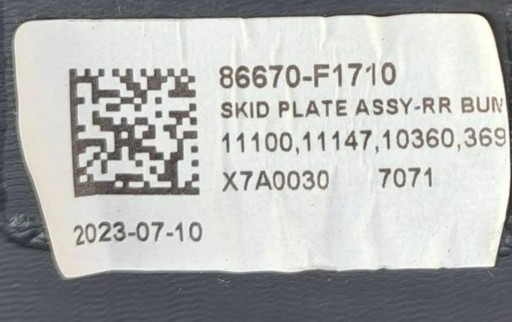 86670-F1710
SKID PLATE ASSY-RR BUM
11100,11147,10360,369
X7A0030 7071
2023-07-10